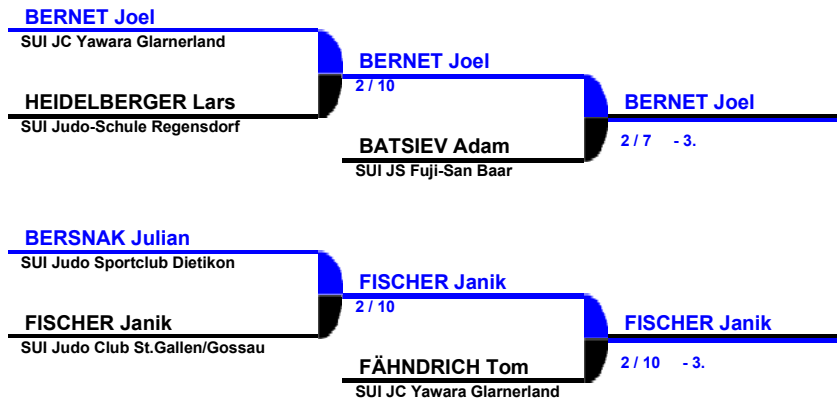 BERNET Joel
SUI JC Yawara Glarnerland
HEIDELBERGER Lars
SUI Judo-Schule Regensdorf
BERNET Joel
2 / 10
BATSIEV Adam
SUI JS Fuji-San Baar
BERNET Joel
2 / 7 - 3.
BERSNAK Julian
SUI Judo Sportclub Dietikon
FISCHER Janik
SUI Judo Club St.Gallen/Gossau
FISCHER Janik
2 / 10
FÄHNDRICH Tom
SUI JC Yawara Glarnerland
FISCHER Janik
2 / 10 - 3.